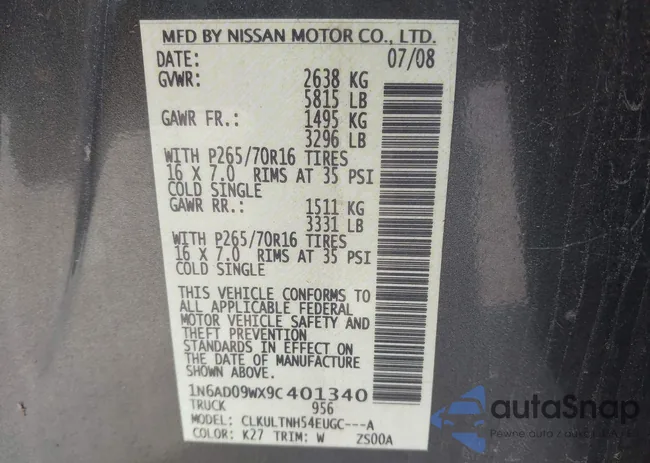 MFD BY NISSAN MOTOR CO., LTD.
DATE: 07/08
GVWR: 2638 KG
5815 LB
GAWR FR.: 1495 KG
3296 LB
WITH P265/70R16 TIRES
16 X 7.0 RIMS AT 35 PSI
COLD SINGLE
GAWR RR.: 1511 KG
3331 LB
WITH P265/70R16 TIRES
16 X 7.0 RIMS AT 35 PSI
COLD SINGLE
THIS VEHICLE CONFORMS TO
ALL APPLICABLE FEDERAL
MOTOR VEHICLE SAFETY AND
THEFT PREVENTION
STANDARDS IN EFFECT ON
THE DATE OF MANUFACTURE
SHOWN ABOVE.
1N6AD09WX9C401340
TRUCK 956
MODEL: CLKULTNH54EUGC---A
COLOR: K27 TRIM: W ZS00A
autoSnap
Pewne auto / z USA